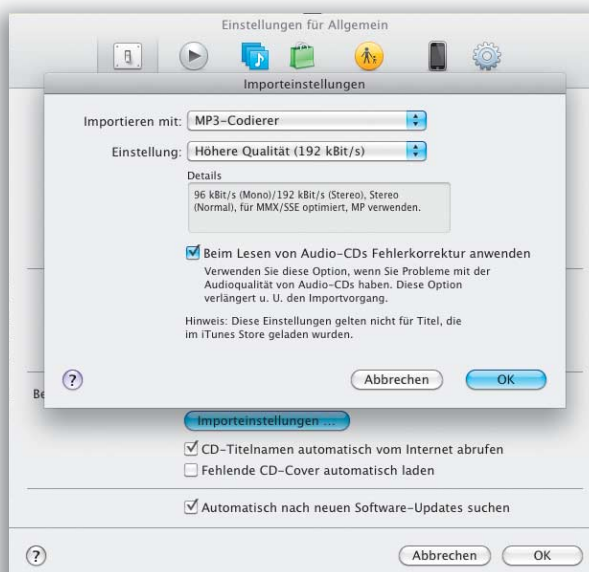 Einstellungen für Allgemein
Importeinstellungen
Importieren mit: MP3-Codierer
Einstellung: Höhere Qualität (192 kBit/s)
Details
96 kBit/s (Mono)/192 kBit/s (Stereo), Stereo
(Normal), für MMX/SSE optimiert, MP verwenden.
Beim Lesen von Audio-CDs Fehlerkorrektur anwenden
Verwenden Sie diese Option, wenn Sie Probleme mit der
Audioqualität von Audio-CDs haben. Diese Option
verlängert u. U. den Importvorgang.
Hinweis: Diese Einstellungen gelten nicht für Titel, die
im iTunes Store geladen wurden.
? Abbrechen OK
Be
Importeinstellungen ...
CD-Titelnamen automatisch vom Internet abrufen
Fehlende CD-Cover automatisch laden
Automatisch nach neuen Software-Updates suchen
? Abbrechen OK